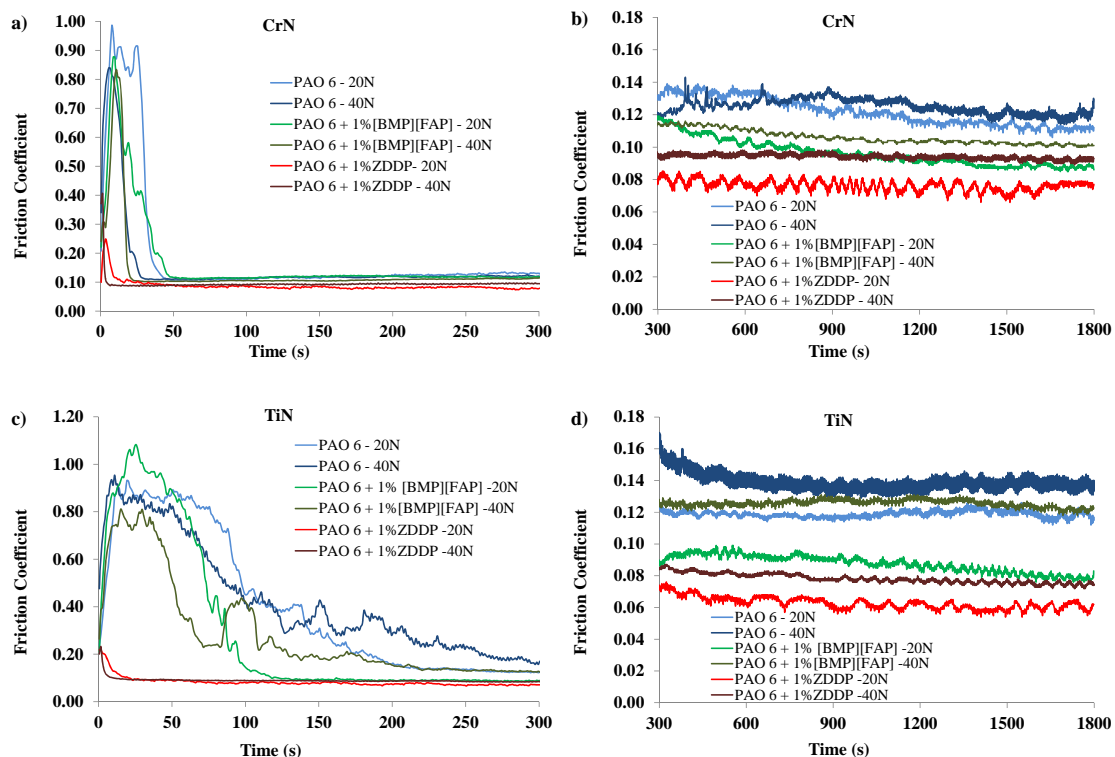 a)
CrN
1.00
0.90
0.80
0.70
0.60
0.50
0.40
0.30
0.20
0.10
0.00
Friction Coefficient
PAO 6 - 20N
PAO 6 - 40N
PAO 6 + 1%[BMP][FAP] - 20N
PAO 6 + 1%[BMP][FAP] - 40N
PAO 6 + 1%ZDDP- 20N
PAO 6 + 1%ZDDP - 40N
0 50 100 150 200 250 300
Time (s)
b)
CrN
0.18
0.16
0.14
0.12
0.10
0.08
0.06
0.04
0.02
0.00
Friction Coefficient
PAO 6 - 20N
PAO 6 - 40N
PAO 6 + 1%[BMP][FAP] - 20N
PAO 6 + 1%[BMP][FAP] - 40N
PAO 6 + 1%ZDDP- 20N
PAO 6 + 1%ZDDP - 40N
300 600 900 1200 1500 1800
Time (s)
c)
TiN
1.20
1.00
0.80
0.60
0.40
0.20
0.00
Friction Coefficient
PAO 6 - 20N
PAO 6 - 40N
PAO 6 + 1% [BMP][FAP] -20N
PAO 6 + 1%[BMP][FAP] -40N
PAO 6 + 1%ZDDP -20N
PAO 6 + 1%ZDDP -40N
0 50 100 150 200 250 300
Time (s)
d)
TiN
0.18
0.16
0.14
0.12
0.10
0.08
0.06
0.04
0.02
0.00
Friction Coefficient
PAO 6 - 20N
PAO 6 - 40N
PAO 6 + 1% [BMP][FAP] -20N
PAO 6 + 1%[BMP][FAP] -40N
PAO 6 + 1%ZDDP -20N
PAO 6 + 1%ZDDP -40N
300 600 900 1200 1500 1800
Time (s)